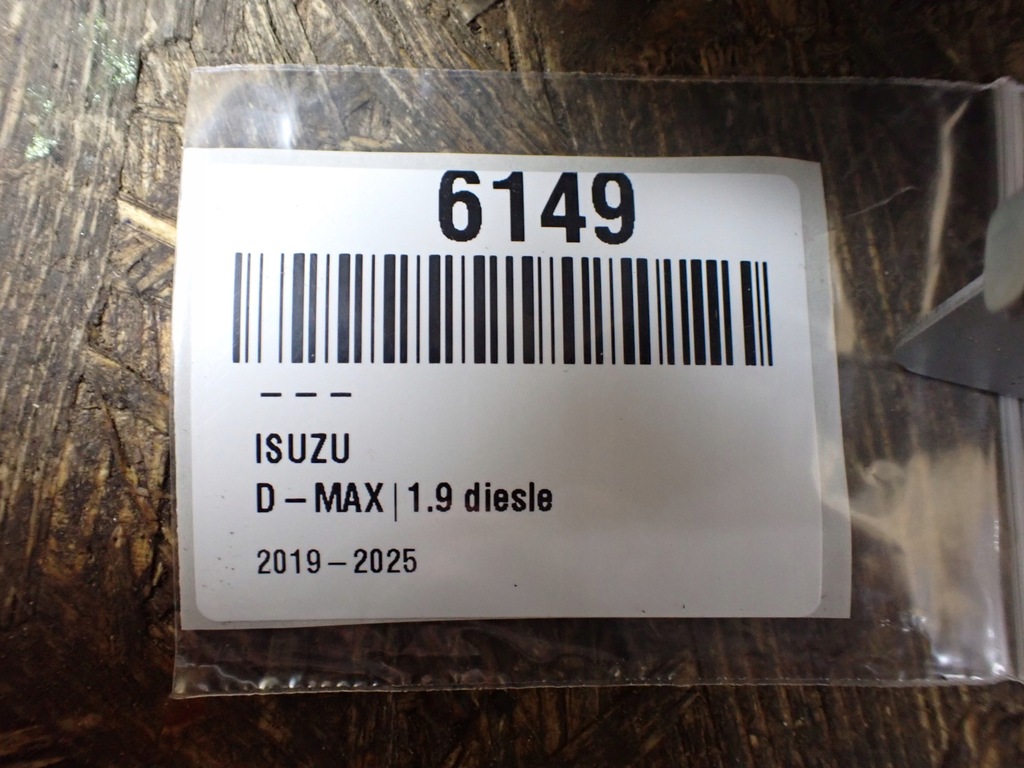 6149
– – –
ISUZU
D – MAX | 1.9 diesle
2019 – 2025